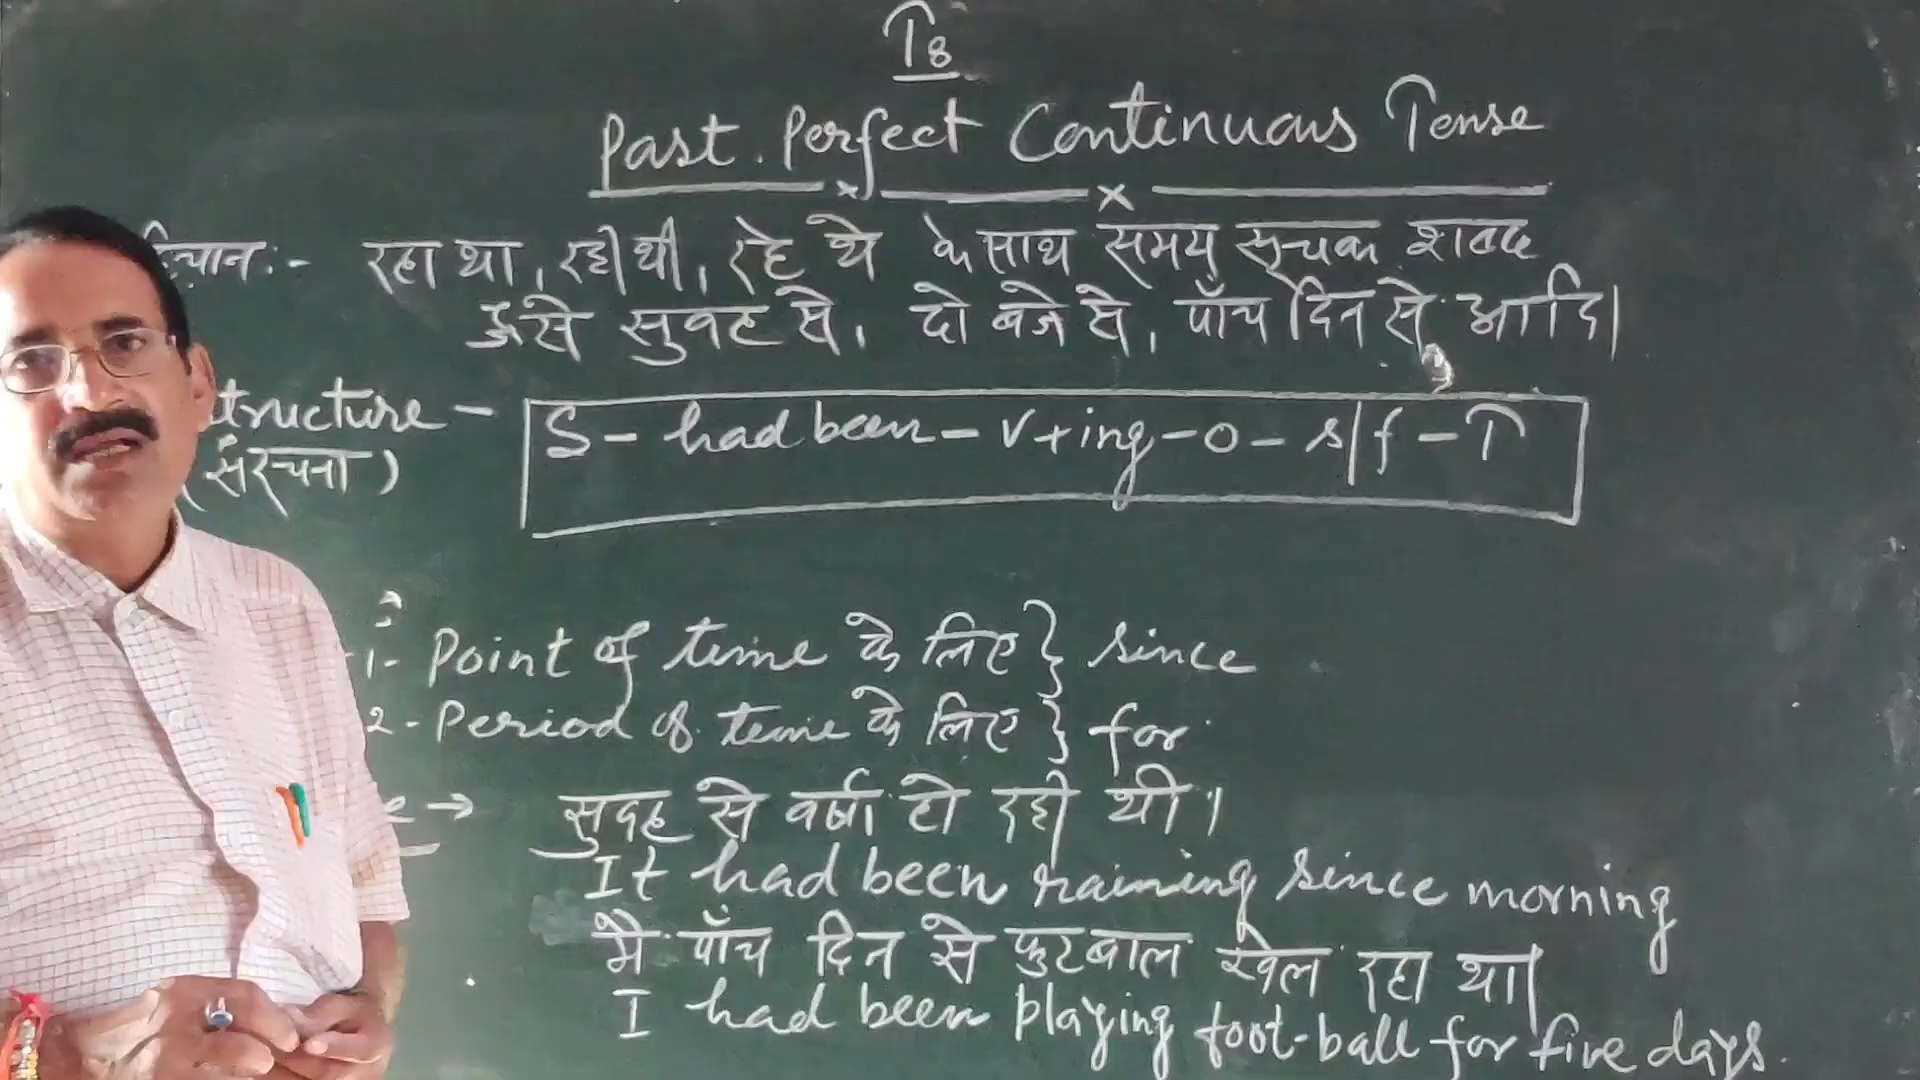 T8
Past Perfect Continuous Tense
हचान:- रहा था, रही थी, रहे थे के साथ समय सूचक शब्द
जैसे सुबह से, दो बजे से, पाँच दिन से आदि।
tructure - S - had been - V+ing - O - s/f - T
(संरचना)
1- Point of time के लिए } since
2- Period of time के लिए } for
e → सुबह से वर्षा हो रही थी।
It had been raining since morning
मै पाँच दिन से फुटबाल खेल रहा था।
I had been playing foot-ball for five days.